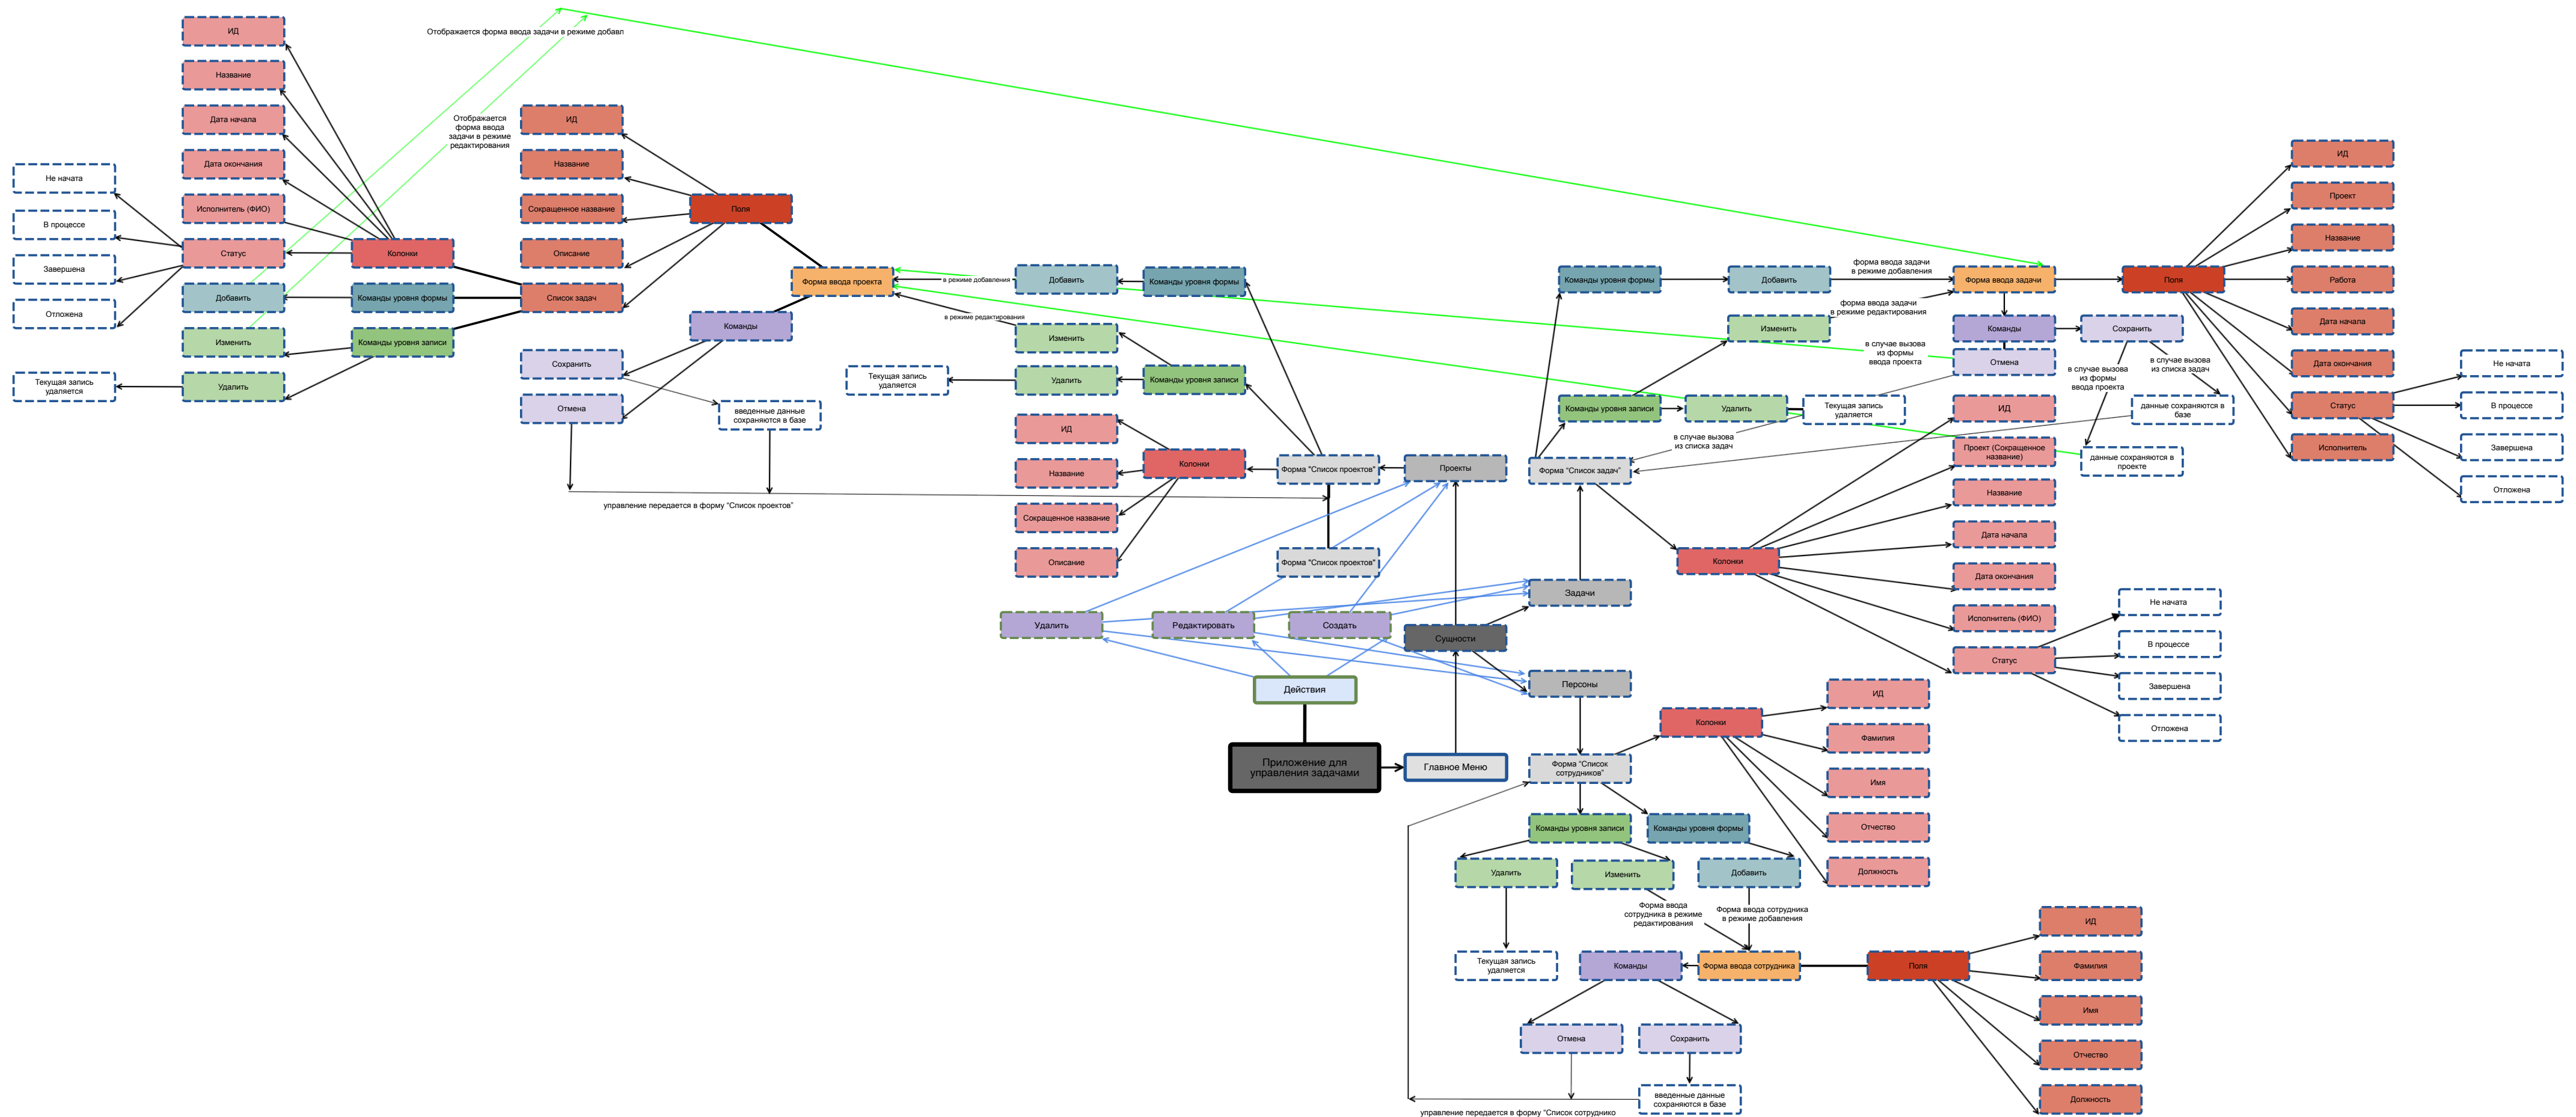 ИД
Название
Дата начала
Дата окончания
Исполнитель (ФИО)
Статус
Добавить
Изменить
Удалить
Не начата
В процессе
Завершена
Отложена
Текущая запись
удаляется
Колонки
Команды уровня формы
Команды уровня записи
Отображается форма ввода задачи в режиме добавл
Отображается
форма ввода
задачи в режиме
редактирования
ИД
Название
Сокращенное название
Описание
Список задач
Поля
Форма ввода проекта
Команды
Сохранить
Отмена
введенные данные
сохраняются в базе
управление передается в форму “Список проектов”
в режиме добавления
в режиме редактирования
Добавить
Команды уровня формы
Изменить
Удалить
Команды уровня записи
Текущая запись
удаляется
ИД
Название
Сокращенное название
Описание
Колонки
Форма "Список проектов"
Проекты
Форма "Список проектов"
Удалить
Редактировать
Создать
Сущности
Действия
Приложение для
управления задачами
Главное Меню
Задачи
Персоны
Форма “Список задач”
Команды уровня формы
Добавить
форма ввода задачи
в режиме добавления
Форма ввода задачи
Изменить
форма ввода задачи
в режиме редактирования
Команды
Сохранить
Отмена
в случае вызова
из формы
ввода проекта
в случае вызова
из формы
ввода проекта
в случае вызова
из списка задач
Команды уровня записи
Удалить
Текущая запись
удаляется
в случае вызова
из списка задач
данные сохраняются в
базе
данные сохраняются в
проекте
Поля
ИД
Проект
Название
Работа
Дата начала
Дата окончания
Статус
Исполнитель
Не начата
В процессе
Завершена
Отложена
Колонки
ИД
Проект (Сокращенное
название)
Название
Дата начала
Дата окончания
Исполнитель (ФИО)
Статус
Не начата
В процессе
Завершена
Отложена
Форма “Список
сотрудников”
Колонки
ИД
Фамилия
Имя
Отчество
Должность
Команды уровня записи
Команды уровня формы
Удалить
Изменить
Добавить
Форма ввода
сотрудника в режиме
редактирования
Форма ввода сотрудника
в режиме добавления
Текущая запись
удаляется
Команды
Форма ввода сотрудника
Поля
ИД
Фамилия
Имя
Отчество
Должность
Отмена
Сохранить
введенные данные
сохраняются в базе
управление передается в форму “Список сотруднико